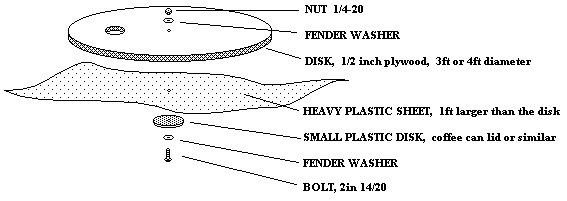 NUT 1/4-20
FENDER WASHER
DISK, 1/2 inch plywood, 3ft or 4ft diameter
HEAVY PLASTIC SHEET, 1ft larger than the disk
SMALL PLASTIC DISK, coffee can lid or similar
FENDER WASHER
BOLT, 2in 14/20